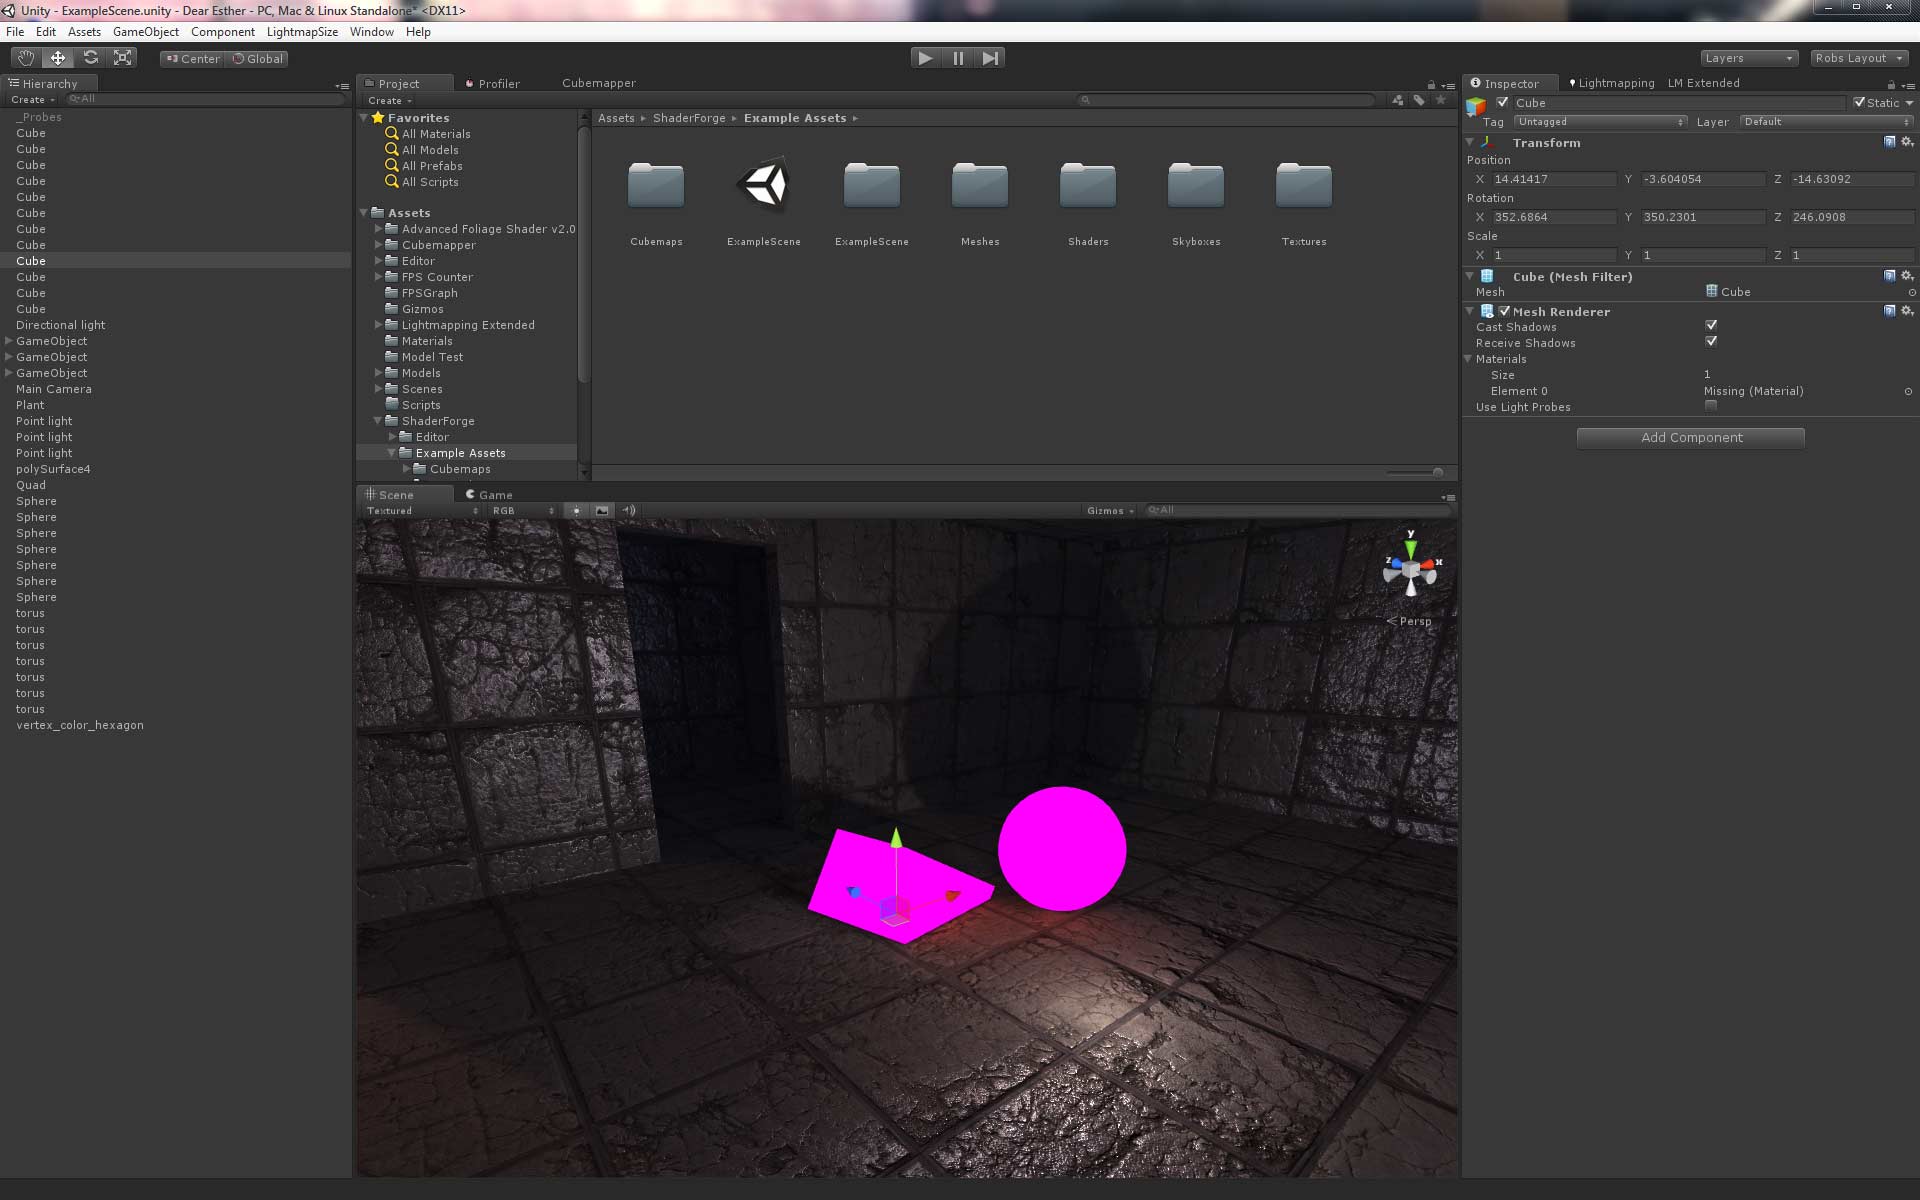 Unity - ExampleScene.unity - Dear Esther - PC, Mac & Linux Standalone* <DX11>
File Edit Assets GameObject Component LightmapSize Window Help
Center Global Layers Robs Layout
Hierarchy
Create All
_Probes
Cube
Cube
Cube
Cube
Cube
Cube
Cube
Cube
Cube
Cube
Cube
Cube
Directional light
GameObject
GameObject
GameObject
Main Camera
Plant
Point light
Point light
Point light
polySurface4
Quad
Sphere
Sphere
Sphere
Sphere
Sphere
Sphere
Sphere
torus
torus
torus
torus
torus
torus
torus
vertex_color_hexagon
Project Profiler Cubemapper
Create
Favorites
All Materials
All Models
All Prefabs
All Scripts
Assets
Advanced Foliage Shader v2.0
Cubemapper
Editor
FPS Counter
FPSGraph
Gizmos
Lightmapping Extended
Materials
Model Test
Models
Scenes
Scripts
ShaderForge
Editor
Example Assets
Cubemaps
Assets ShaderForge Example Assets
Cubemaps ExampleScene ExampleScene Meshes Shaders Skyboxes Textures
Scene Game
Textured RGB Gizmos All
y
z x
Persp
Inspector Lightmapping LM Extended
Cube Static
Tag Untagged Layer Default
Transform
Position
X 14.41417 Y -3.604054 Z -14.63092
Rotation
X 352.6864 Y 350.2301 Z 246.0908
Scale
X 1 Y 1 Z 1
Cube (Mesh Filter)
Mesh Cube
Mesh Renderer
Cast Shadows
Receive Shadows
Materials
Size 1
Element 0 Missing (Material)
Use Light Probes
Add Component